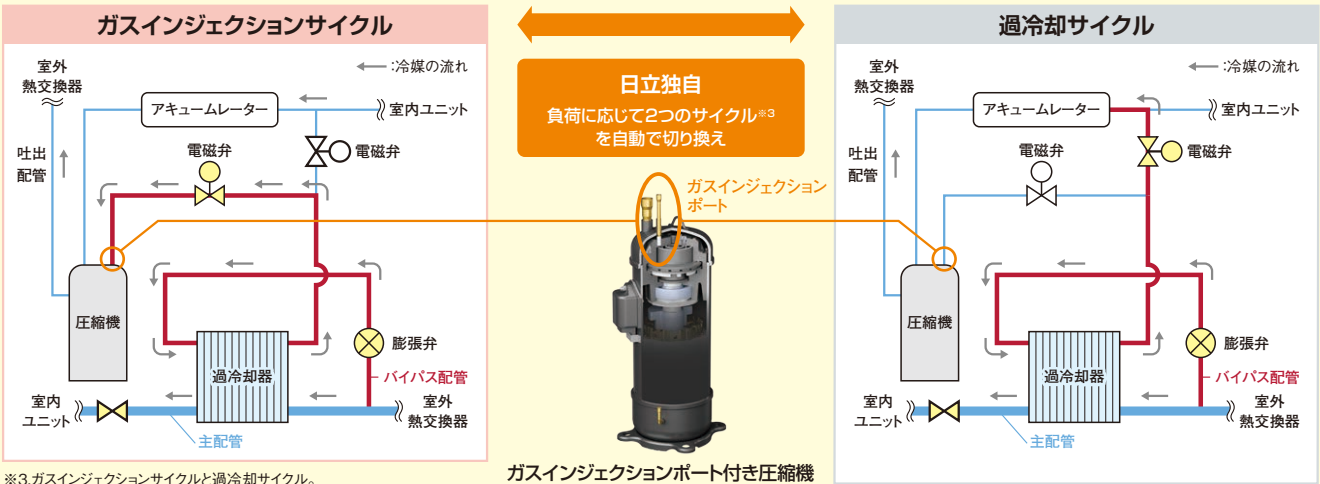 ガスインジェクションサイクル
室外
熱交換器
←:冷媒の流れ
アキュームレーター
室内ユニット
吐出
配管
電磁弁
電磁弁
圧縮機
膨張弁
過冷却器
バイパス配管
室内
ユニット
室外
熱交換器
主配管
※3.ガスインジェクションサイクルと過冷却サイクル。
日立独自
負荷に応じて2つのサイクル※3
を自動で切り換え
ガスインジェクション
ポート
ガスインジェクションポート付き圧縮機
過冷却サイクル
室外
熱交換器
←:冷媒の流れ
アキュームレーター
室内ユニット
吐出
配管
電磁弁
電磁弁
圧縮機
膨張弁
過冷却器
バイパス配管
室内
ユニット
室外
熱交換器
主配管